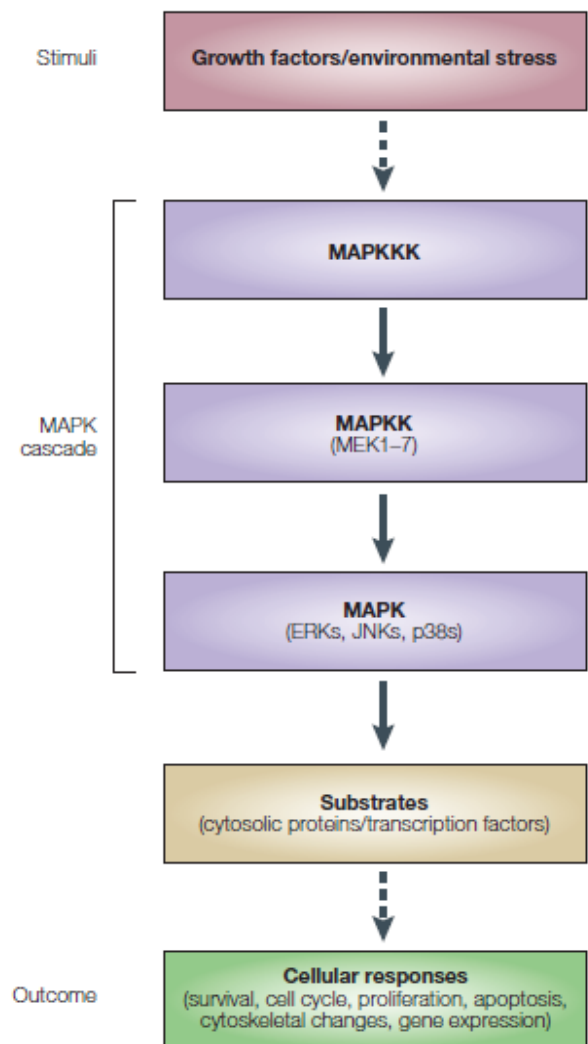 Stimuli
Growth factors/environmental stress
MAPKKK
MAPK
cascade
MAPKK
(MEK1–7)
MAPK
(ERKs, JNKs, p38s)
Substrates
(cytosolic proteins/transcription factors)
Outcome
Cellular responses
(survival, cell cycle, proliferation, apoptosis,
cytoskeletal changes, gene expression)